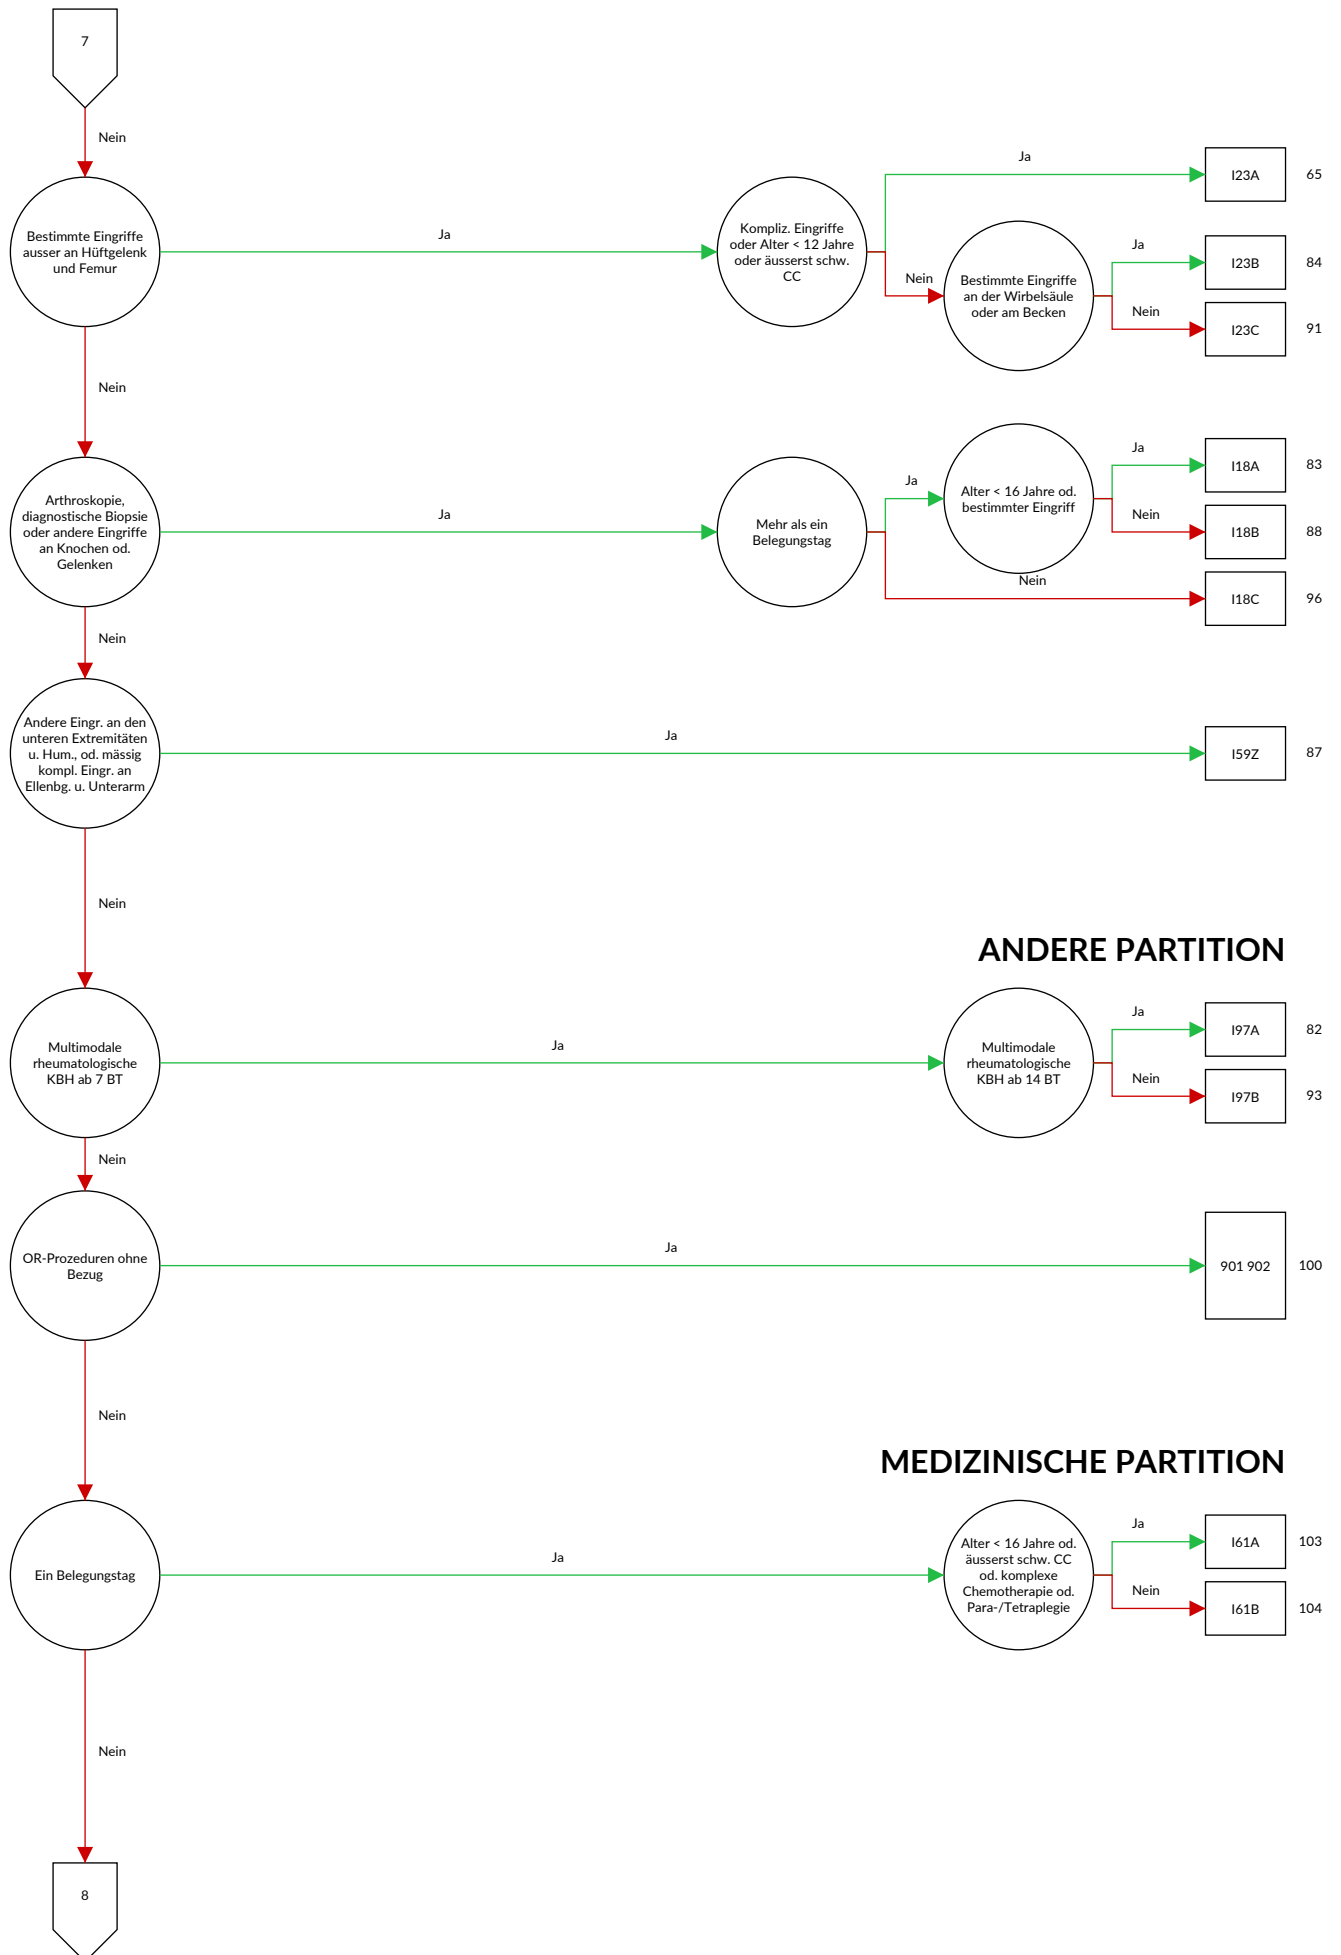 7
Nein
Bestimmte Eingriffe
ausser an Hüftgelenk
und Femur
Ja
Kompliz. Eingriffe
oder Alter < 12 Jahre
oder äusserst schw.
CC
Ja
I23A
65
Nein
Bestimmte Eingriffe
an der Wirbelsäule
oder am Becken
Ja
I23B
84
Nein
I23C
91
Nein
Arthroskopie,
diagnostische Biopsie
oder andere Eingriffe
an Knochen od.
Gelenken
Ja
Mehr als ein
Belegungstag
Ja
Alter < 16 Jahre od.
bestimmter Eingriff
Ja
I18A
83
Nein
I18B
88
Nein
I18C
96
Nein
Andere Eingr. an den
unteren Extremitäten
u. Hum., od. mässig
kompl. Eingr. an
Ellenbg. u. Unterarm
Ja
I59Z
87
Nein
ANDERE PARTITION
Multimodale
rheumatologische
KBH ab 7 BT
Ja
Multimodale
rheumatologische
KBH ab 14 BT
Ja
I97A
82
Nein
I97B
93
Nein
OR-Prozeduren ohne
Bezug
Ja
901 902
100
Nein
MEDIZINISCHE PARTITION
Ein Belegungstag
Ja
Alter < 16 Jahre od.
äusserst schw. CC
od. komplexe
Chemotherapie od.
Para-/Tetraplegie
Ja
I61A
103
Nein
I61B
104
Nein
8